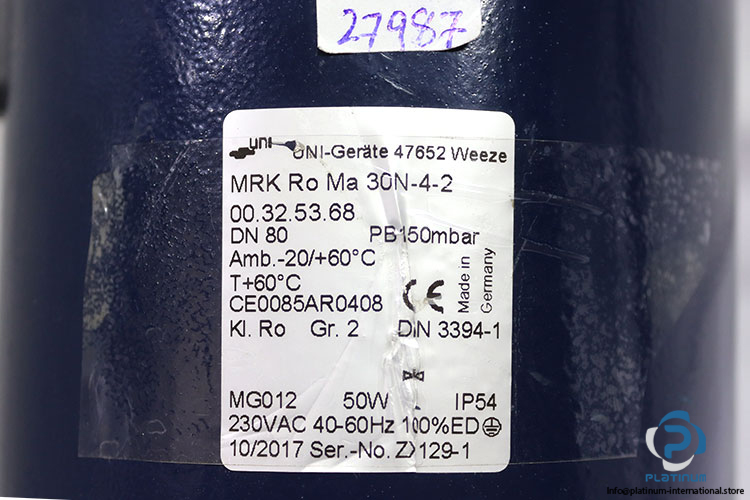 27987
uni
UNI-Geräte 47652 Weeze
MRK Ro Ma 30N-4-2
00.32.53.68
DN 80 PB150mbar
Amb.-20/+60°C
T+60°C
CE0085AR0408 CE
Made in
Germany
Kl. Ro Gr. 2 DIN 3394-1
MG012 50W IP54
230VAC 40-60Hz 100%ED
10/2017 Ser.-No. ZX129-1
PLATINUM
Info@platinum-international.store